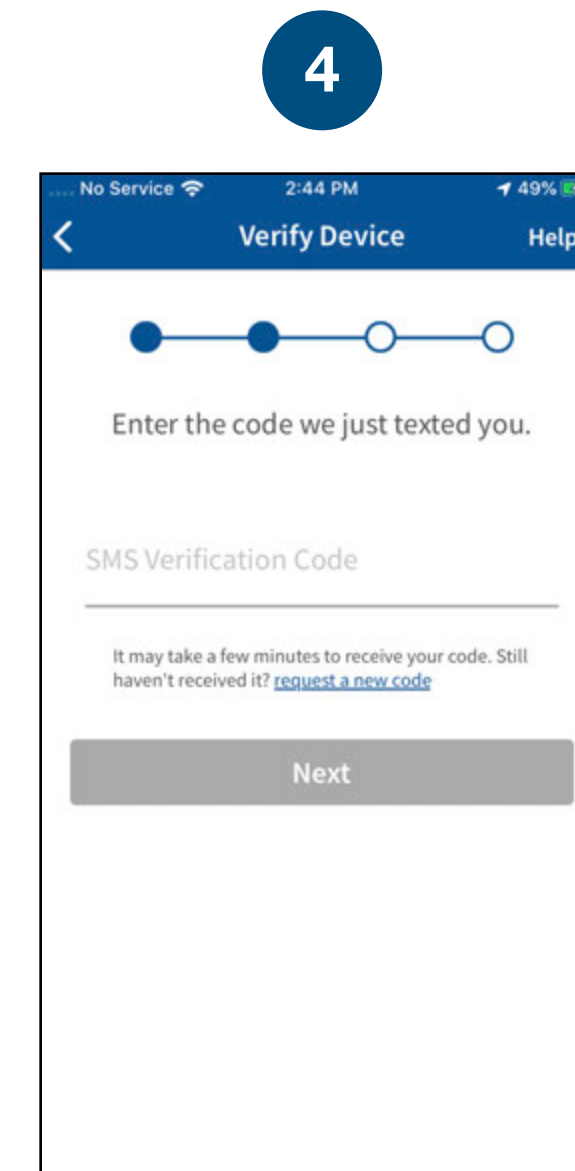 4
No Service 2:44 PM 49%
Verify Device Help
Enter the code we just texted you.
SMS Verification Code
It may take a few minutes to receive your code. Still
haven't received it? request a new code
Next